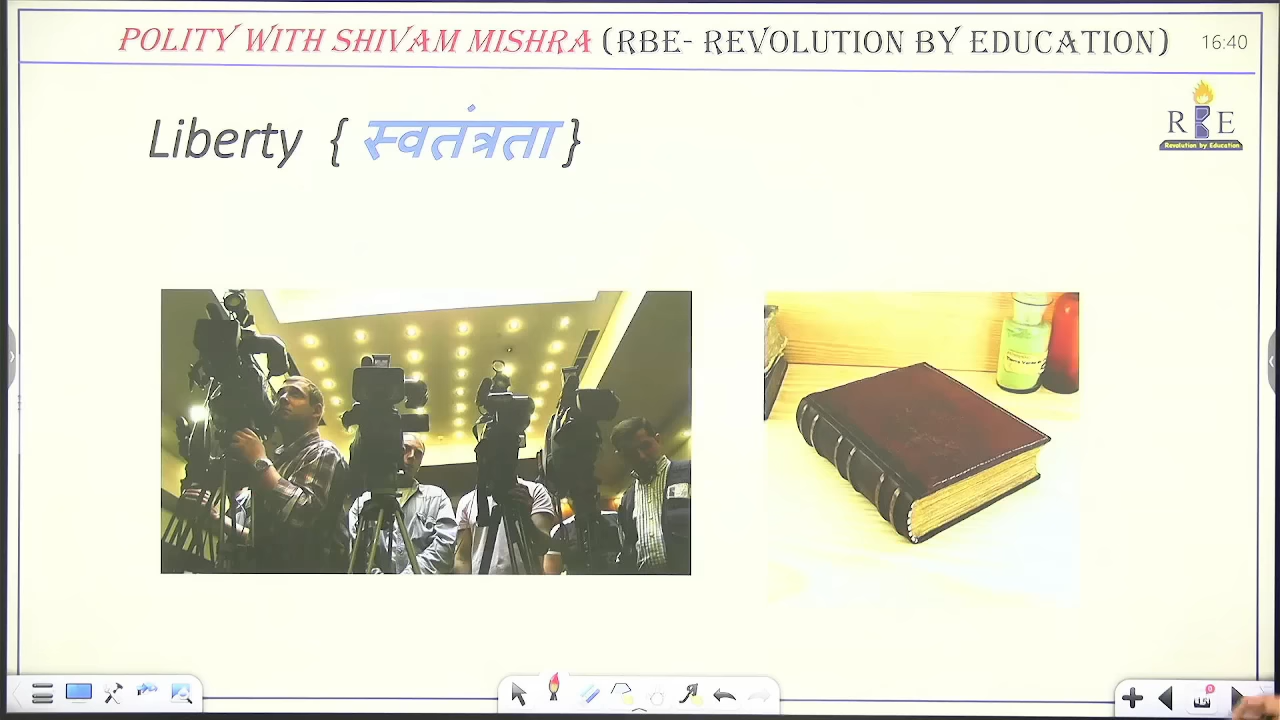 POLITY WITH SHIVAM MISHRA (RBE- REVOLUTION BY EDUCATION) 16:40
Liberty { स्वतंत्रता }
RBE
Revolution by Education